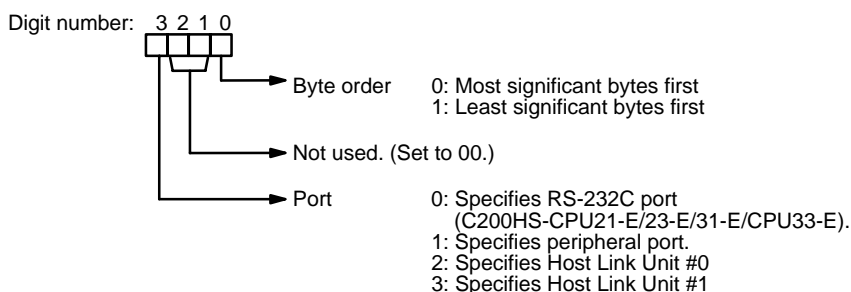 Digit number: 3 2 1 0
Byte order 0: Most significant bytes first
1: Least significant bytes first
Not used. (Set to 00.)
Port 0: Specifies RS-232C port
(C200HS-CPU21-E/23-E/31-E/CPU33-E).
1: Specifies peripheral port.
2: Specifies Host Link Unit #0
3: Specifies Host Link Unit #1